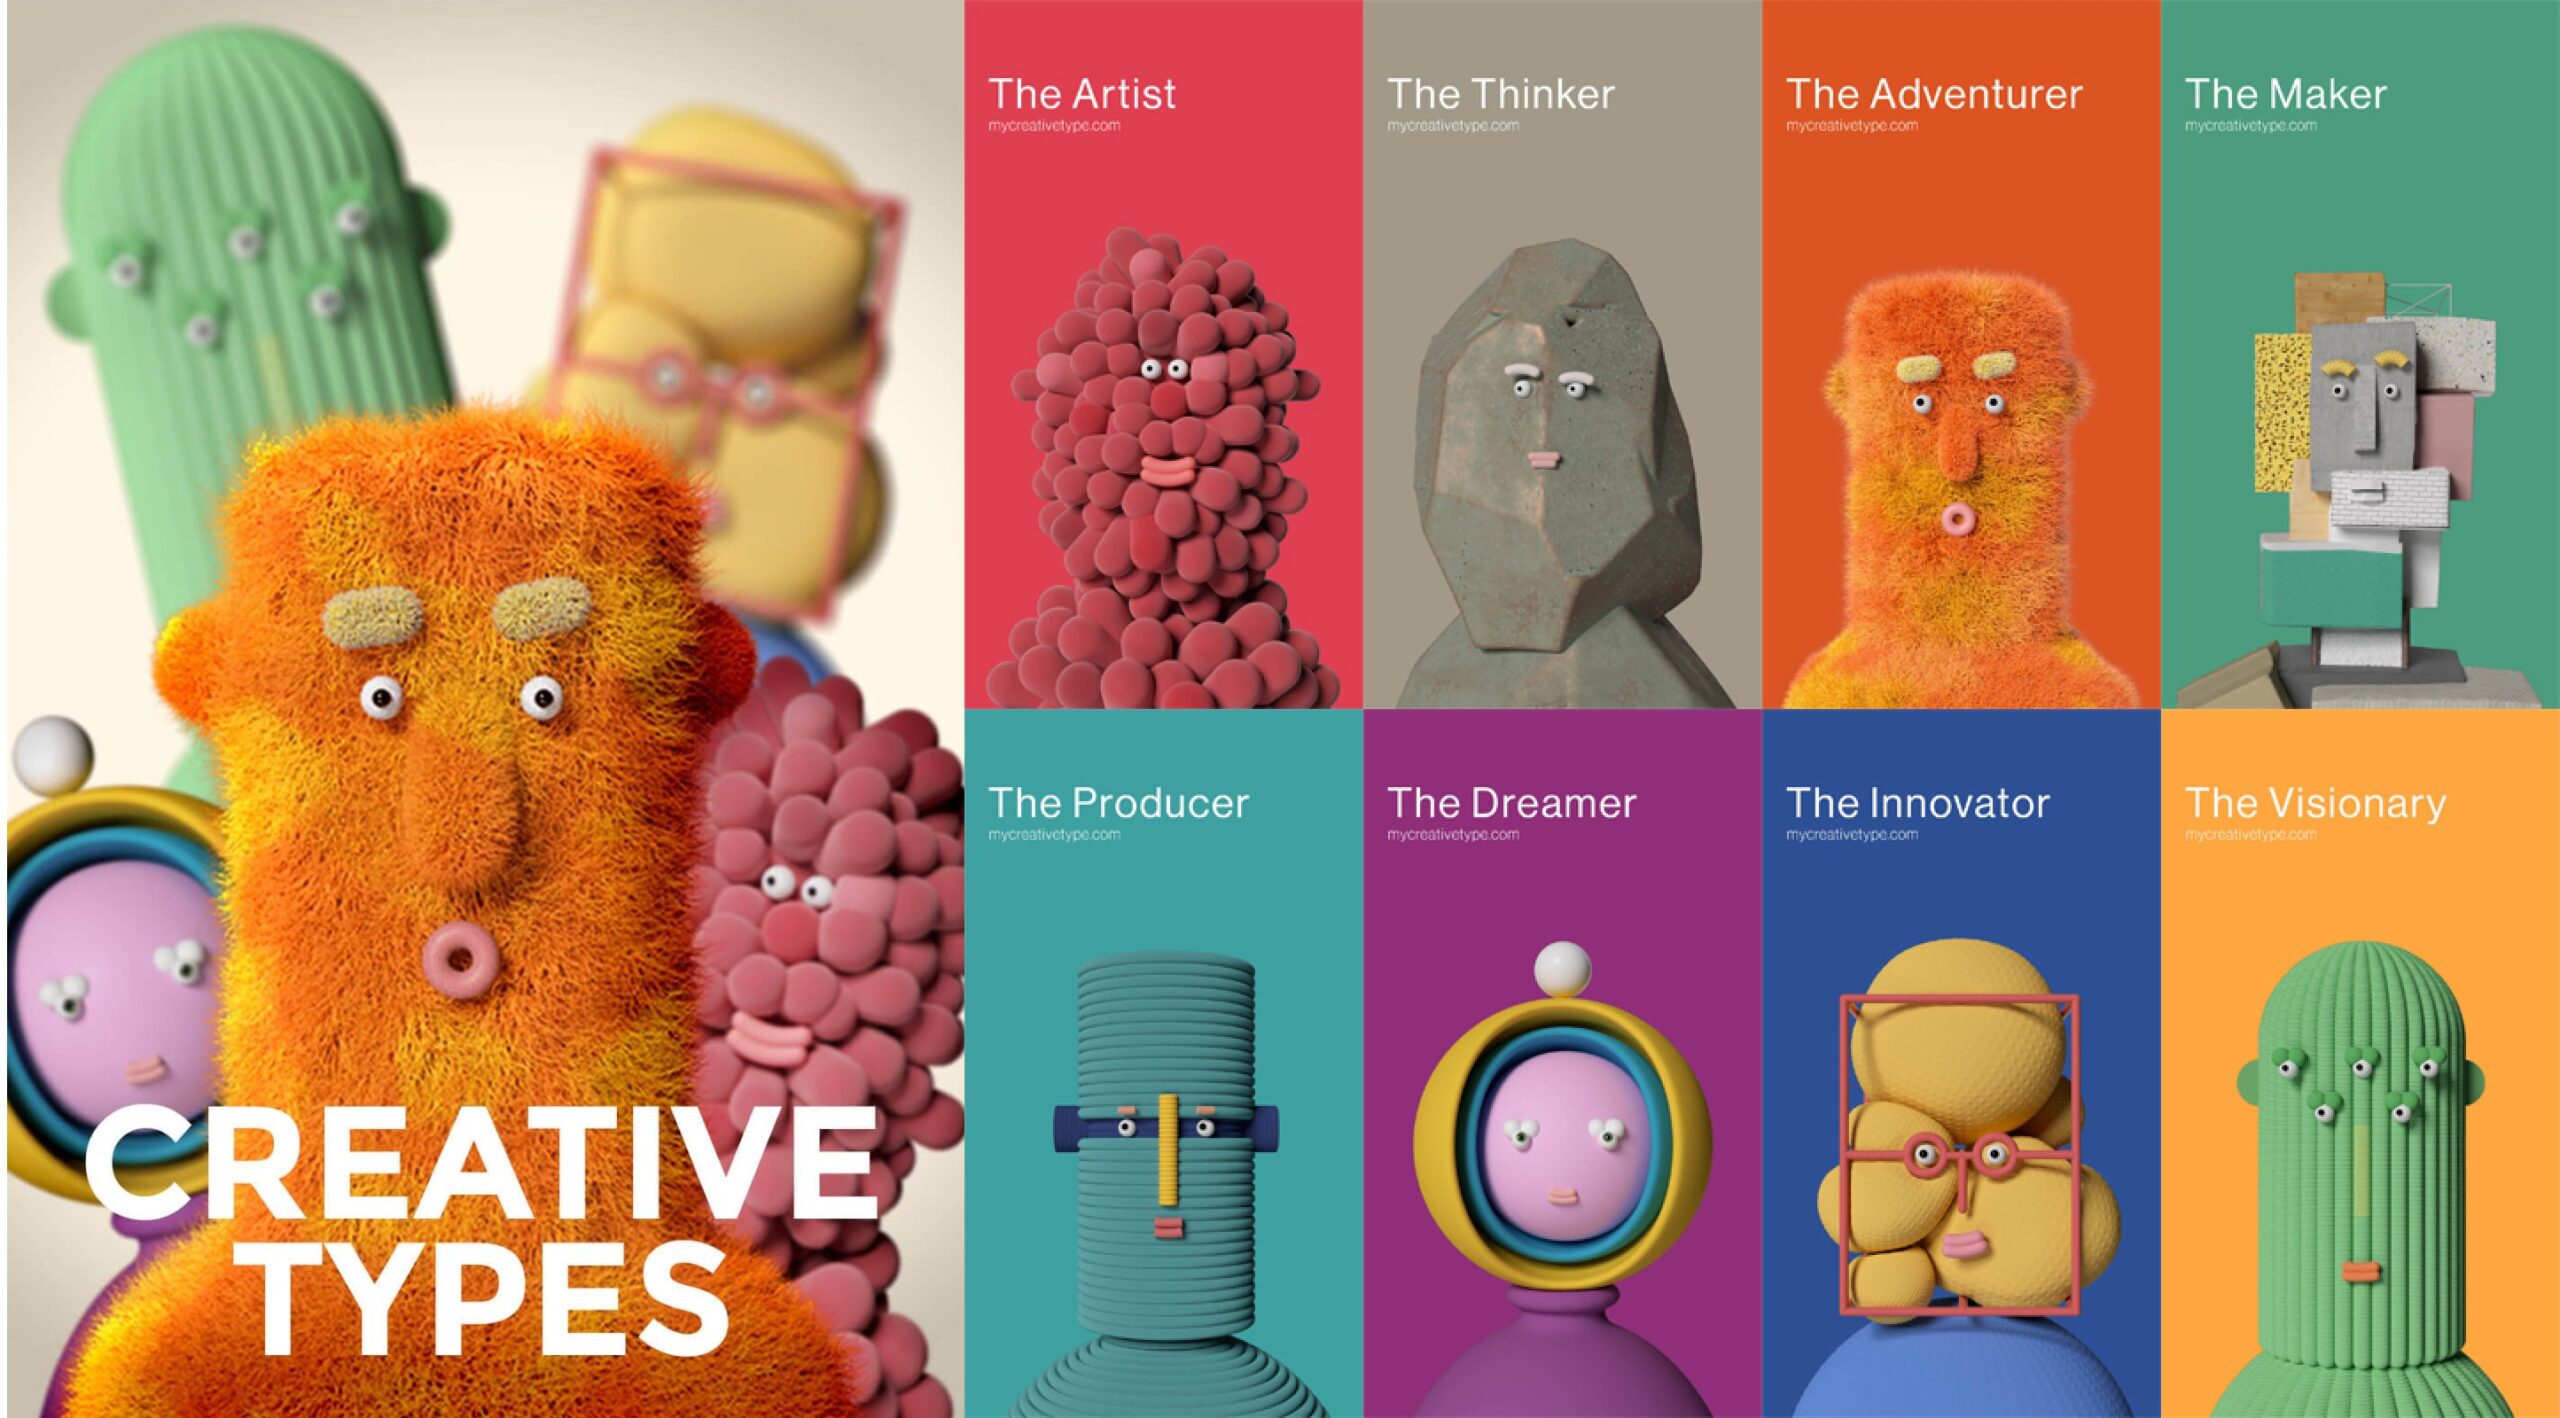 CREATIVE
TYPES
The Artist
mycreativetype.com
The Thinker
mycreativetype.com
The Adventurer
mycreativetype.com
The Maker
mycreativetype.com
The Producer
mycreativetype.com
The Dreamer
mycreativetype.com
The Innovator
mycreativetype.com
The Visionary
mycreativetype.com